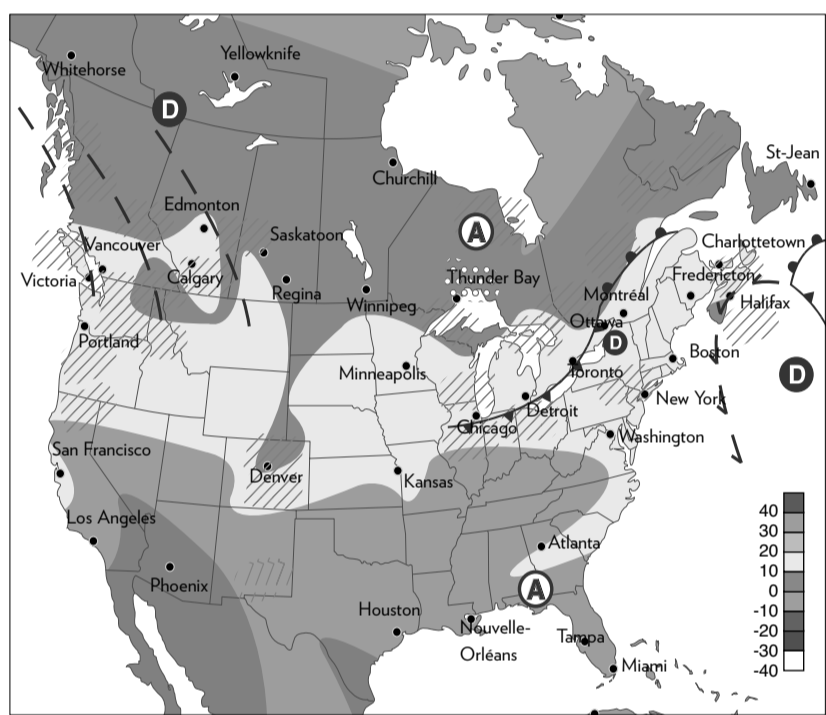 Yellowknife
Whitehorse
D
St-Jean
Churchill
Edmonton
A
Saskatoon
Charlottetown
Vancouver
Fredericton
Calgary
Thunder Bay
Victoria
Regina
Montréal
Halifax
Winnipeg
Ottawa
Portland
D
Boston
Minneapolis
Toronto
D
New York
Detroit
Chicago
Washington
San Francisco
Denver
Kansas
40
Los Angeles
30
20
Atlanta
10
Phoenix
A
0
Houston
-10
Nouvelle-
Orléans
Tampa
-20
-30
Miami
-40